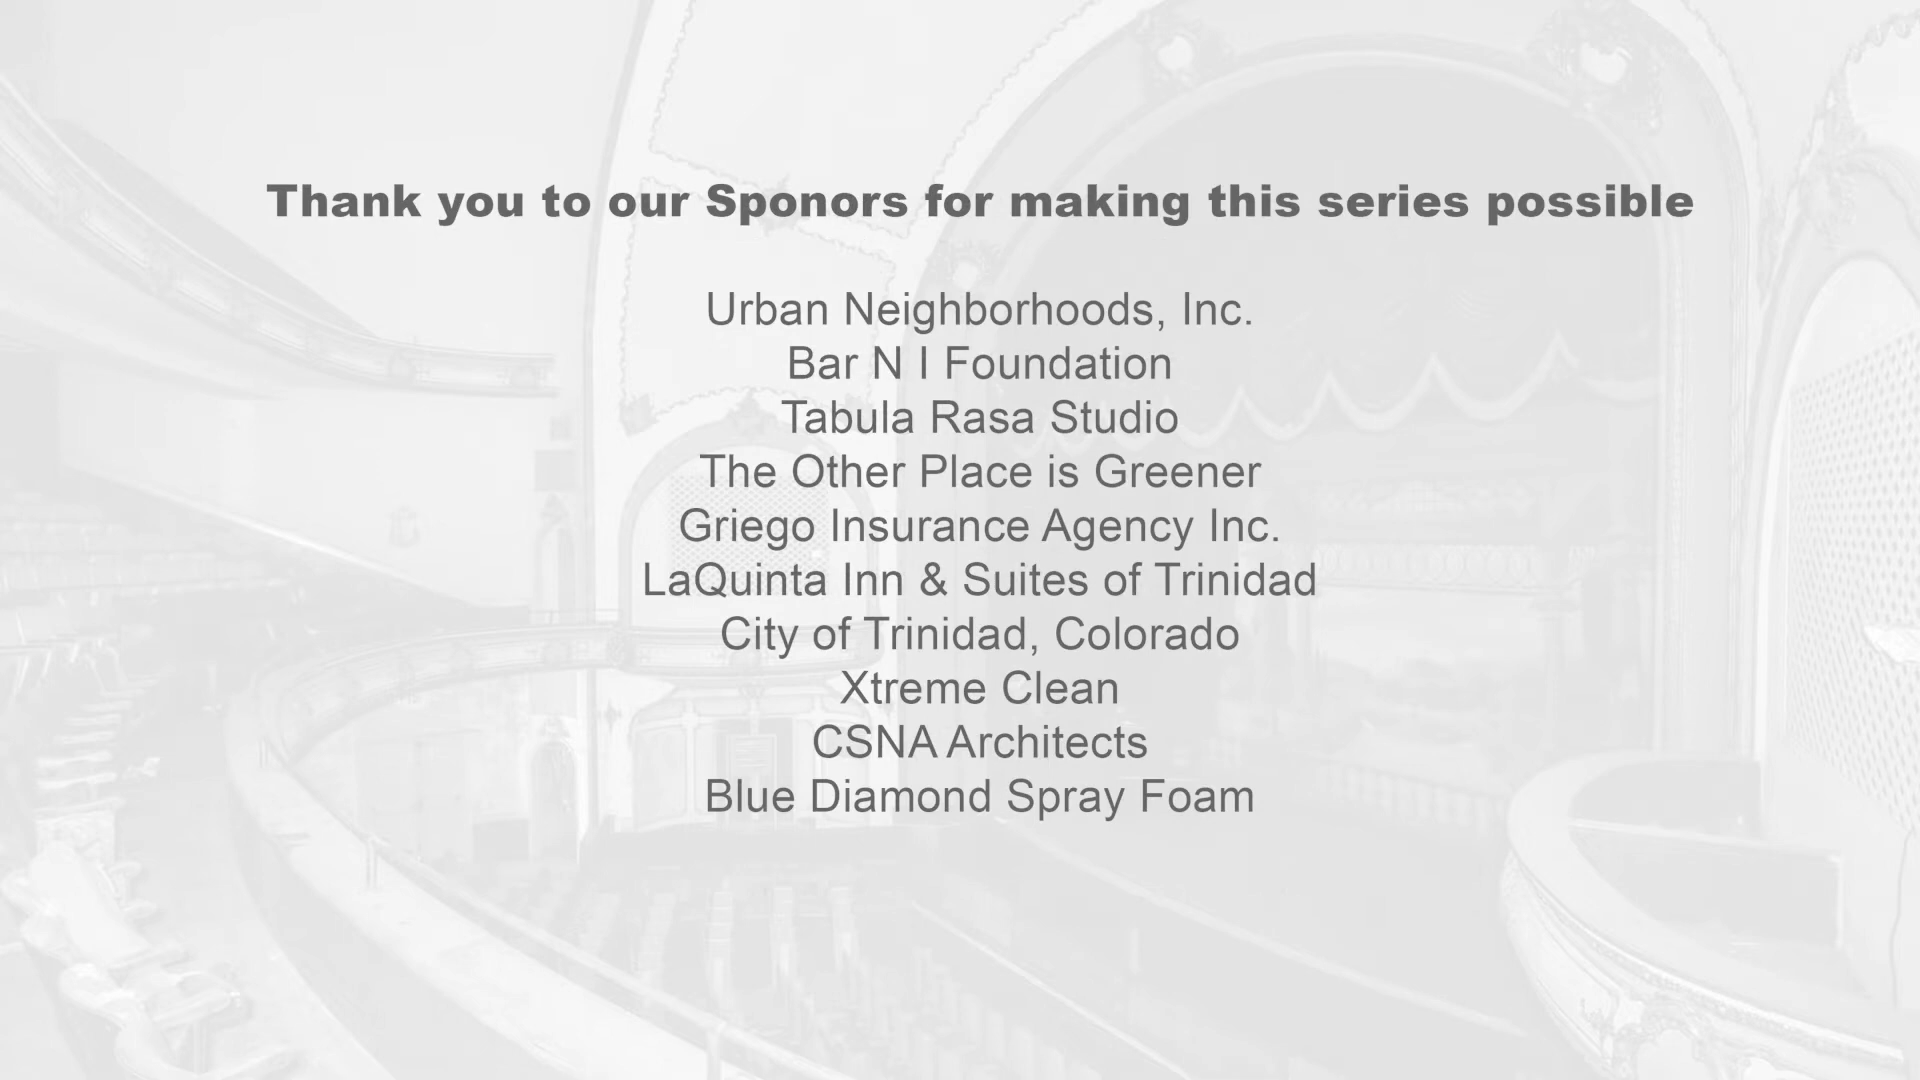 Thank you to our Sponors for making this series possible
Urban Neighborhoods, Inc.
Bar N I Foundation
Tabula Rasa Studio
The Other Place is Greener
Griego Insurance Agency Inc.
LaQuinta Inn & Suites of Trinidad
City of Trinidad, Colorado
Xtreme Clean
CSNA Architects
Blue Diamond Spray Foam